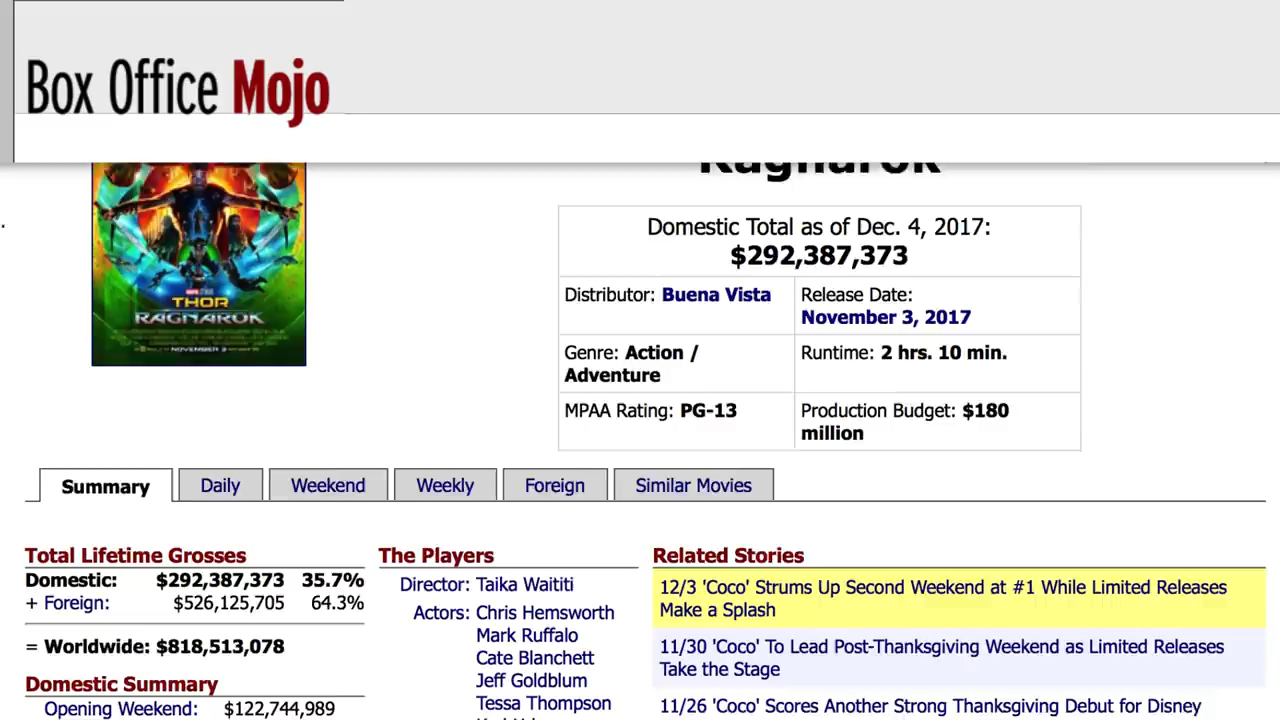 Box Office Mojo
Ragnarok
THOR
RAGNAROK
NOVEMBER 3
Domestic Total as of Dec. 4, 2017:
$292,387,373
Distributor: Buena Vista
Release Date:
November 3, 2017
Genre: Action /
Adventure
Runtime: 2 hrs. 10 min.
MPAA Rating: PG-13
Production Budget: $180
million
Summary
Daily
Weekend
Weekly
Foreign
Similar Movies
Total Lifetime Grosses
Domestic: $292,387,373 35.7%
+ Foreign: $526,125,705 64.3%
= Worldwide: $818,513,078
Domestic Summary
Opening Weekend: $122,744,989
The Players
Director: Taika Waititi
Actors: Chris Hemsworth
Mark Ruffalo
Cate Blanchett
Jeff Goldblum
Tessa Thompson
Related Stories
12/3 'Coco' Strums Up Second Weekend at #1 While Limited Releases
Make a Splash
11/30 'Coco' To Lead Post-Thanksgiving Weekend as Limited Releases
Take the Stage
11/26 'Coco' Scores Another Strong Thanksgiving Debut for Disney